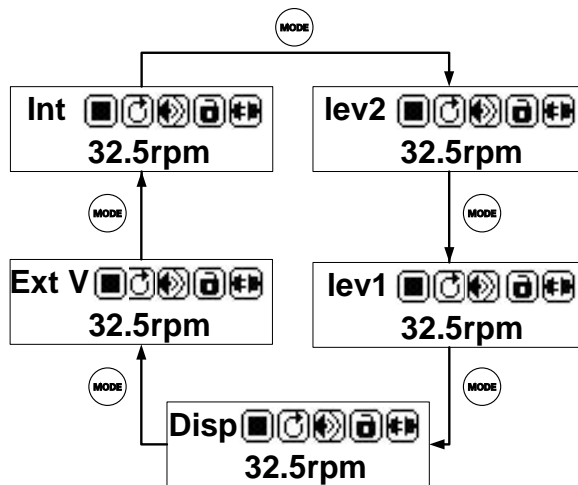 MODE
Int
32.5rpm
lev2
32.5rpm
MODE
MODE
Ext V
32.5rpm
lev1
32.5rpm
MODE
MODE
Disp
32.5rpm